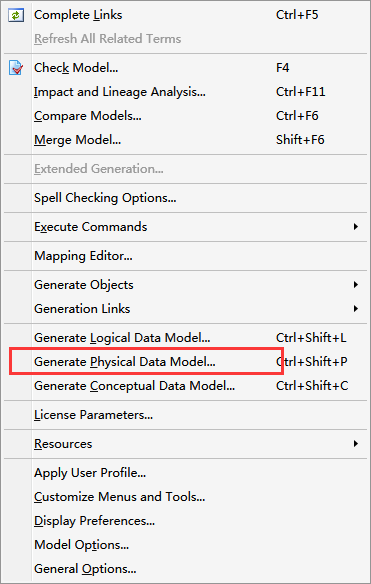 Complete Links Ctrl+F5
Refresh All Related Terms
Check Model... F4
Impact and Lineage Analysis... Ctrl+F11
Compare Models... Ctrl+F6
Merge Model... Shift+F6
Extended Generation...
Spell Checking Options...
Execute Commands
Mapping Editor...
Generate Objects
Generation Links
Generate Logical Data Model... Ctrl+Shift+L
Generate Physical Data Model... Ctrl+Shift+P
Generate Conceptual Data Model... Ctrl+Shift+C
License Parameters...
Resources
Apply User Profile...
Customize Menus and Tools...
Display Preferences...
Model Options...
General Options...